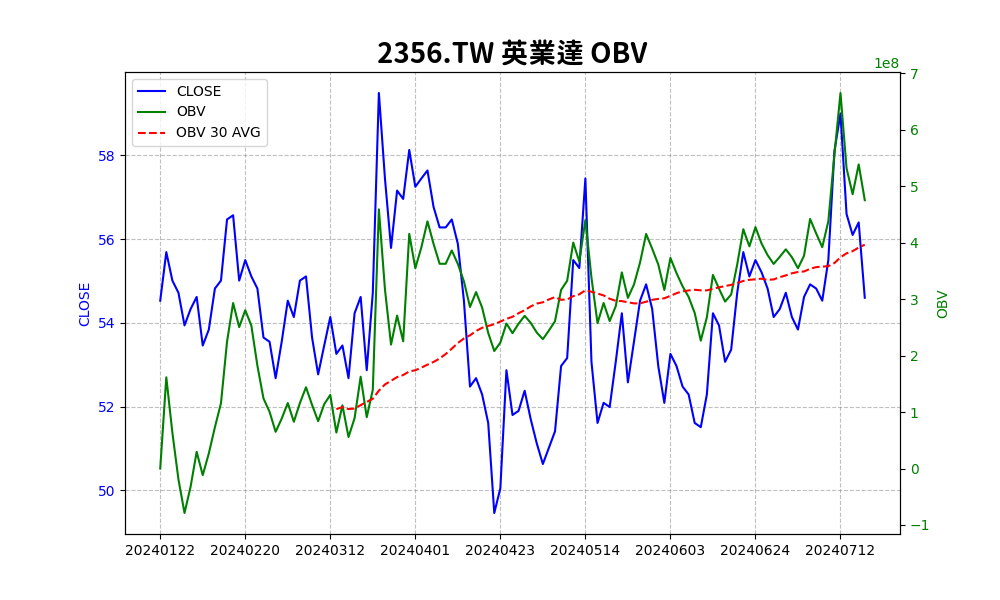 2356.TW 英業達 OBV
1e8
CLOSE
OBV
OBV 30 AVG
CLOSE
58
56
54
52
50
OBV
7
6
5
4
3
2
1
0
−1
20240122 20240220 20240312 20240401 20240423 20240514 20240603 20240624 20240712